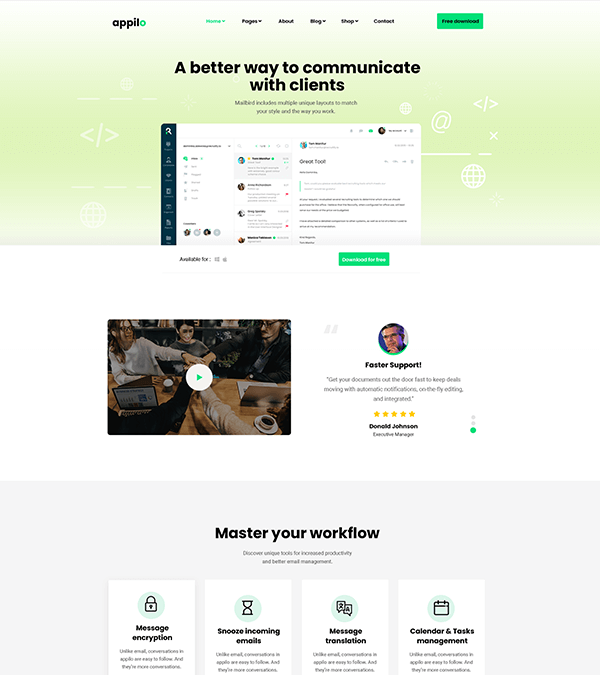 appilo
Home
Pages
About
Blog
Shop
Contact
Free download
A better way to communicate
with clients
Mailbird includes multiple unique layouts to match
your style and the way you work.
Great Tool!
Available for :
Download for free
Faster Support!
"Get your documents out the door fast to keep deals
moving with automatic notifications, on-the-fly editing,
and integrated."
Donald Johnson
Executive Manager
Master your workflow
Discover unique tools for increased productivity
and better email management.
Message
encryption
Unlike email, conversations in
appilo are easy to follow. And
they're more conversations.
Snooze incoming
emails
Unlike email, conversations in
appilo are easy to follow. And
they're more conversations.
Message
translation
Unlike email, conversations in
appilo are easy to follow. And
they're more conversations.
Calendar & Tasks
management
Unlike email, conversations in
appilo are easy to follow. And
they're more conversations.